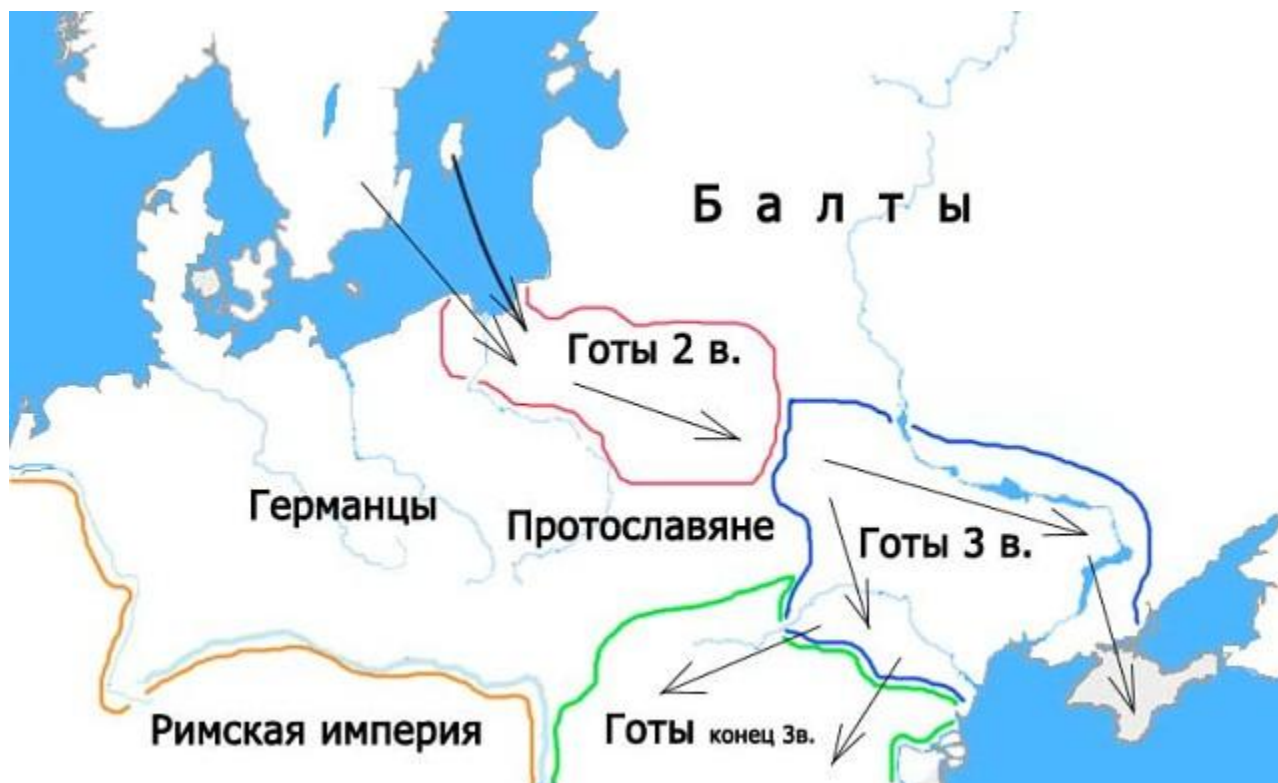 Б а л т ы
Готы 2 в.
Германцы
Протославяне
Готы 3 в.
Римская империя
Готы конец 3в.